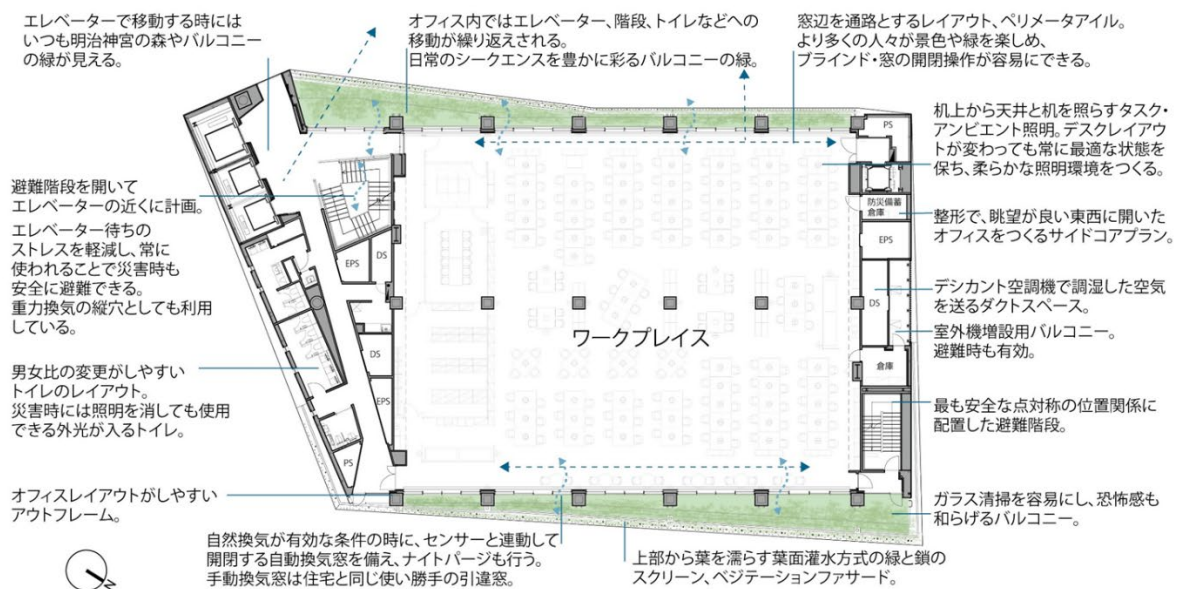 エレベーターで移動する時には
いつも明治神宮の森やバルコニー
の緑が見える。
オフィス内ではエレベーター、階段、トイレなどへの
移動が繰り返えされる。
日常のシークエンスを豊かに彩るバルコニーの緑。
窓辺を通路とするレイアウト、ペリメータアイル。
より多くの人々が景色や緑を楽しめ、
ブラインド・窓の開閉操作が容易にできる。
机上から天井と机を照らすタスク・
アンビエント照明。デスクレイアウ
トが変わっても常に最適な状態を
保ち、柔らかな照明環境をつくる。
避難階段を開いて
エレベーターの近くに計画。
エレベーター待ちの
ストレスを軽減し、常に
使われることで災害時も
安全に避難できる。
重力換気の縦穴としても利用
している。
整形で、眺望が良い東西に開いた
オフィスをつくるサイドコアプラン。
デシカント空調機で調湿した空気
を送るダクトスペース。
室外機増設用バルコニー。
避難時も有効。
男女比の変更がしやすい
トイレのレイアウト。
災害時には照明を消しても使用
できる外光が入るトイレ。
最も安全な点対称の位置関係に
配置した避難階段。
オフィスレイアウトがしやすい
アウトフレーム。
ガラス清掃を容易にし、恐怖感も
和らげるバルコニー。
自然換気が有効な条件の時に、センサーと連動して
開閉する自動換気窓を備え、ナイトパージも行う。
手動換気窓は住宅と同じ使い勝手の引違窓。
上部から葉を濡らす葉面灌水方式の緑と鎖の
スクリーン、ベジテーションファサード。
ワークプレイス
PS
防災備蓄
倉庫
EPS
DS
倉庫
EPS
DS
DS
EPS
PS
N